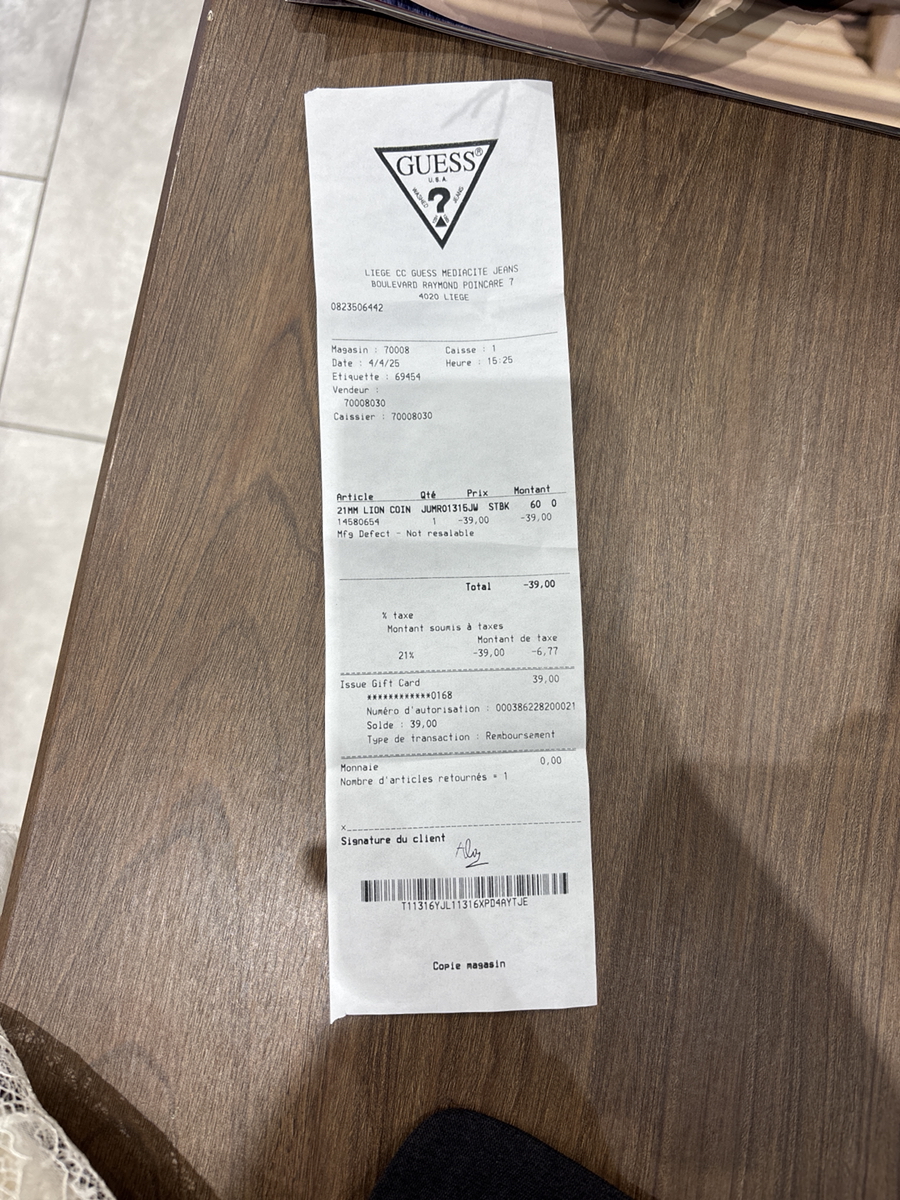 GUESS®
U.S.A.
WASHED JEANS
?
LIEGE CC GUESS MEDIACITE JEANS
BOULEVARD RAYMOND POINCARE 7
4020 LIEGE
0823506442
Magasin : 70008 Caisse : 1
Date : 4/4/25 Heure : 15:25
Etiquette : 69454
Vendeur :
70008030
Caissier : 70008030
Article Qté Prix Montant
21MM LION COIN JUMR01315JW STBK 60 0
14580654 1 -39,00 -39,00
Mfg Defect - Not resalable
Total -39,00
% taxe
Montant soumis à taxes
Montant de taxe
21% -39,00 -6,77
Issue Gift Card 39,00
************0168
Numéro d'autorisation : 000386228200021
Solde : 39,00
Type de transaction : Remboursement
Monnaie 0,00
Nombre d'articles retournés = 1
x
Signature du client
T11316YJL11316XPD4AYTJE
Copie magasin